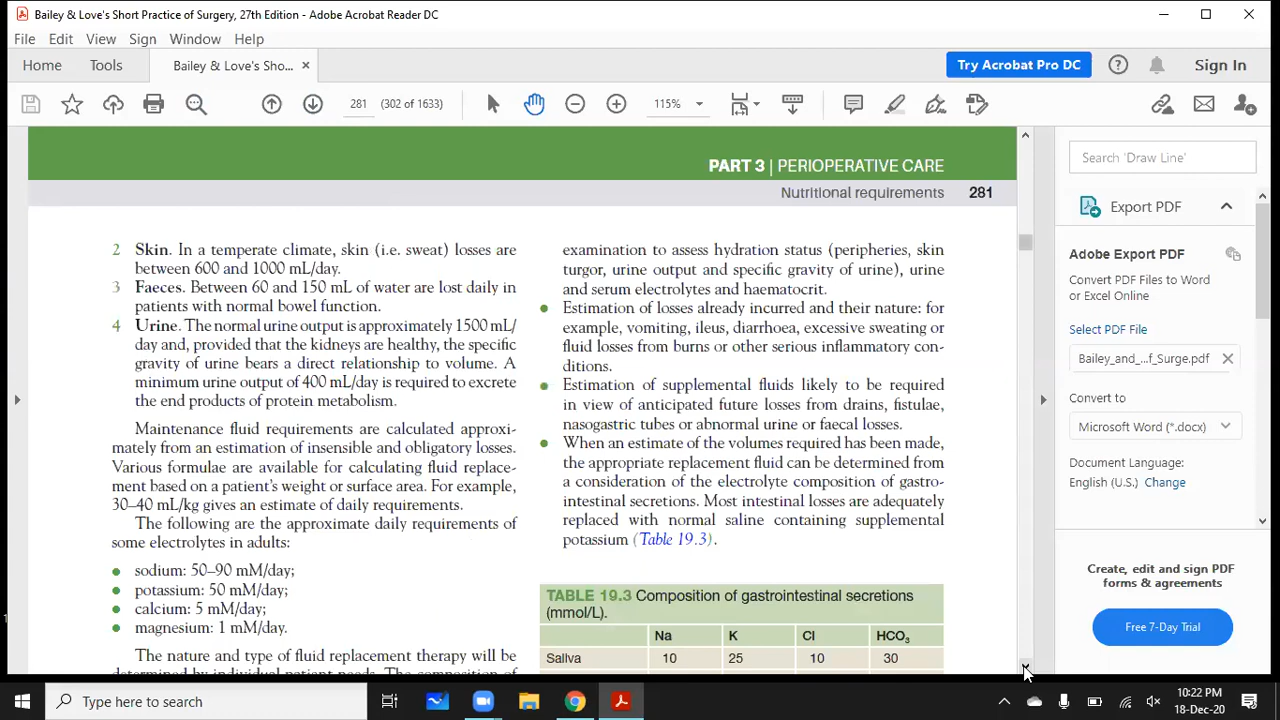 Bailey & Love's Short Practice of Surgery, 27th Edition - Adobe Acrobat Reader DC
File Edit View Sign Window Help
Home Tools Bailey & Love's Sho... × Try Acrobat Pro DC Sign In
281 (302 of 1633) 115%
PART 3 | PERIOPERATIVE CARE
Nutritional requirements 281
2 Skin. In a temperate climate, skin (i.e. sweat) losses are
between 600 and 1000 mL/day.
3 Faeces. Between 60 and 150 mL of water are lost daily in
patients with normal bowel function.
4 Urine. The normal urine output is approximately 1500 mL/
day and, provided that the kidneys are healthy, the specific
gravity of urine bears a direct relationship to volume. A
minimum urine output of 400 mL/day is required to excrete
the end products of protein metabolism.
Maintenance fluid requirements are calculated approxi-
mately from an estimation of insensible and obligatory losses.
Various formulae are available for calculating fluid replace-
ment based on a patient's weight or surface area. For example,
30–40 mL/kg gives an estimate of daily requirements.
The following are the approximate daily requirements of
some electrolytes in adults:
● sodium: 50–90 mM/day;
● potassium: 50 mM/day;
● calcium: 5 mM/day;
● magnesium: 1 mM/day.
The nature and type of fluid replacement therapy will be
determined by individual patient needs. The composition of
examination to assess hydration status (peripheries, skin
turgor, urine output and specific gravity of urine), urine
and serum electrolytes and haematocrit.
● Estimation of losses already incurred and their nature: for
example, vomiting, ileus, diarrhoea, excessive sweating or
fluid losses from burns or other serious inflammatory con-
ditions.
● Estimation of supplemental fluids likely to be required
in view of anticipated future losses from drains, fistulae,
nasogastric tubes or abnormal urine or faecal losses.
● When an estimate of the volumes required has been made,
the appropriate replacement fluid can be determined from
a consideration of the electrolyte composition of gastro-
intestinal secretions. Most intestinal losses are adequately
replaced with normal saline containing supplemental
potassium (Table 19.3).
TABLE 19.3 Composition of gastrointestinal secretions
(mmol/L).
Na K Cl HCO3
Saliva 10 25 10 30
Search 'Draw Line'
Export PDF
Adobe Export PDF
Convert PDF Files to Word
or Excel Online
Select PDF File
Bailey_and_...f_Surge.pdf ×
Convert to
Microsoft Word (*.docx)
Document Language:
English (U.S.) Change
Create, edit and sign PDF
forms & agreements
Free 7-Day Trial
Type here to search
10:22 PM
18-Dec-20